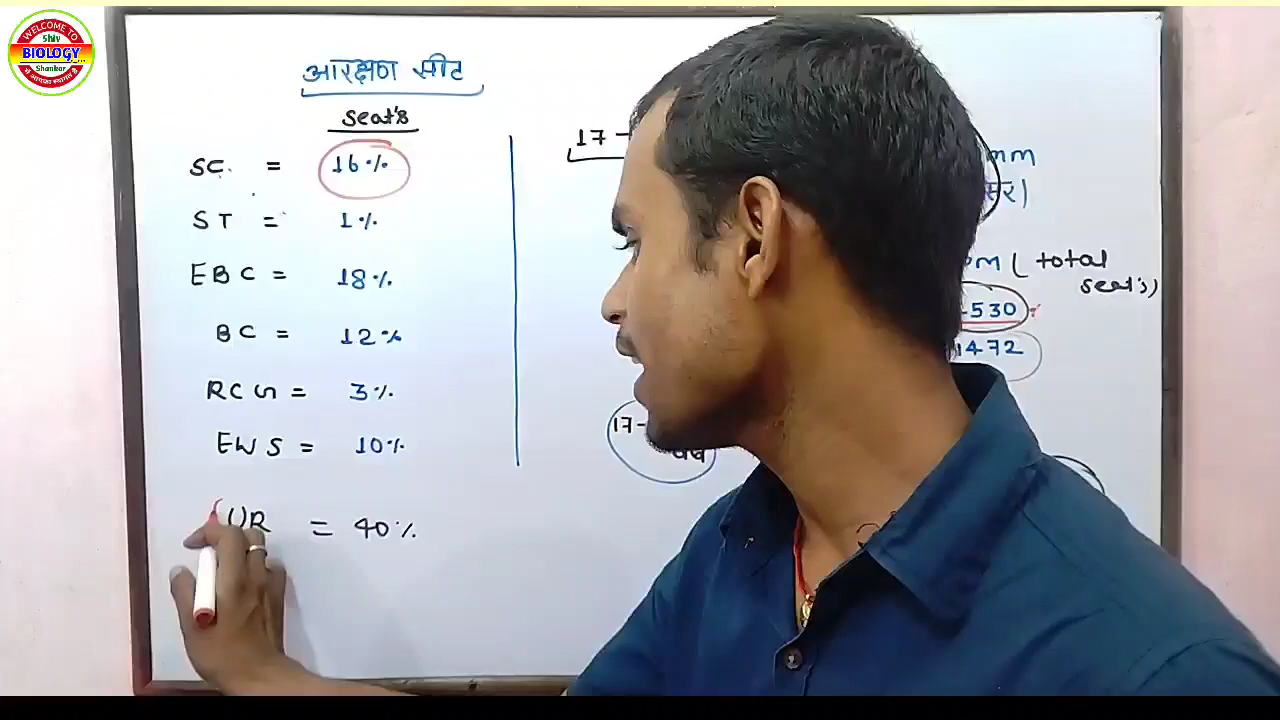 WELCOME TO
Shiv
BIOLOGY
Shankar
आरक्षण सीट
seat's
SC = 16%
ST = 1%
EBC = 18%
BC = 12%
RCG = 3%
EWS = 10%
UR = 40%
17-
mm
(total
seat's)
530
1472
17-